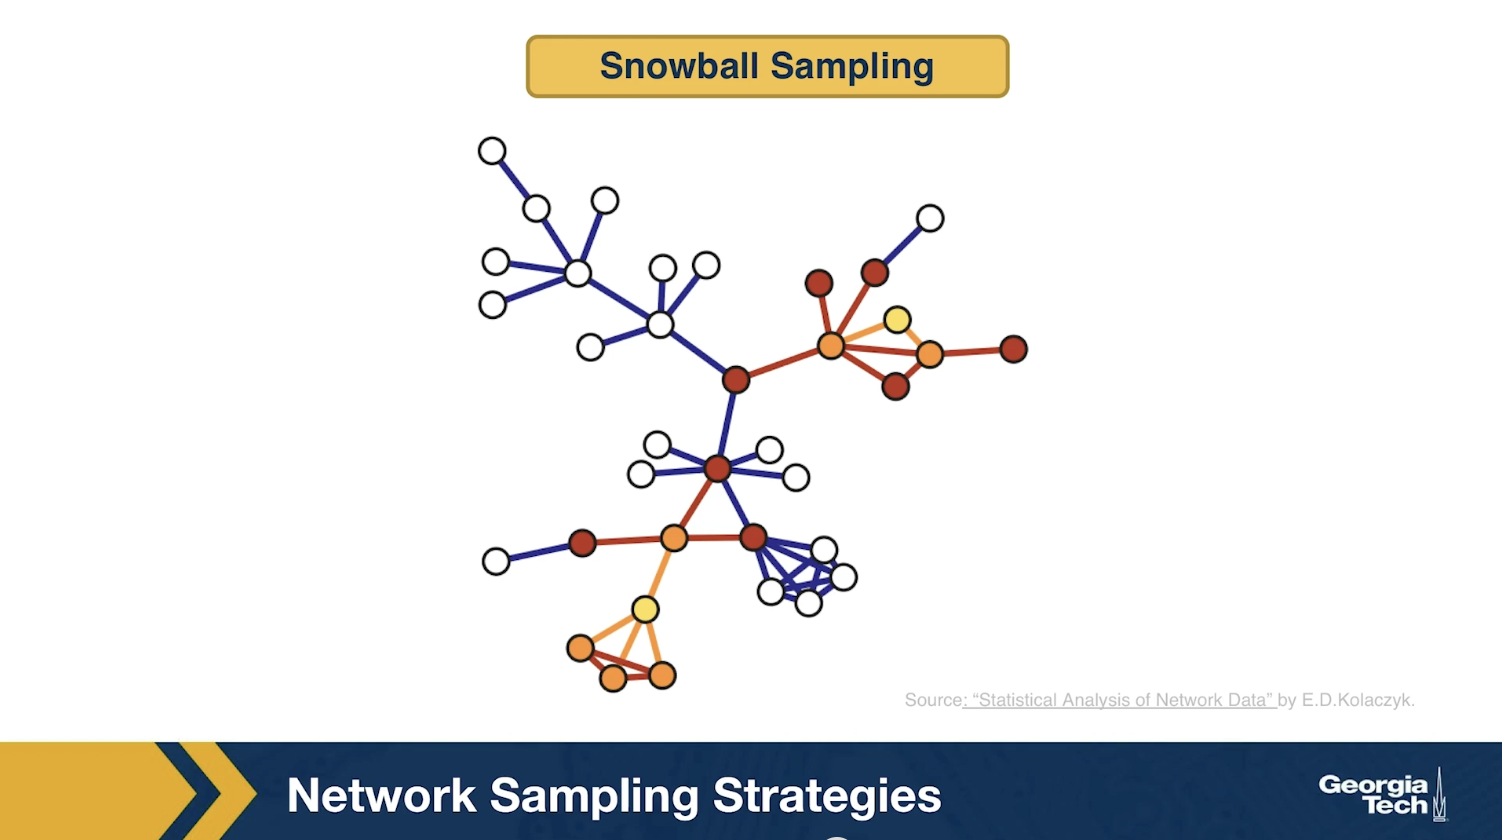 Snowball Sampling
Source: “Statistical Analysis of Network Data” by E.D.Kolaczyk.
Network Sampling Strategies
Georgia
Tech